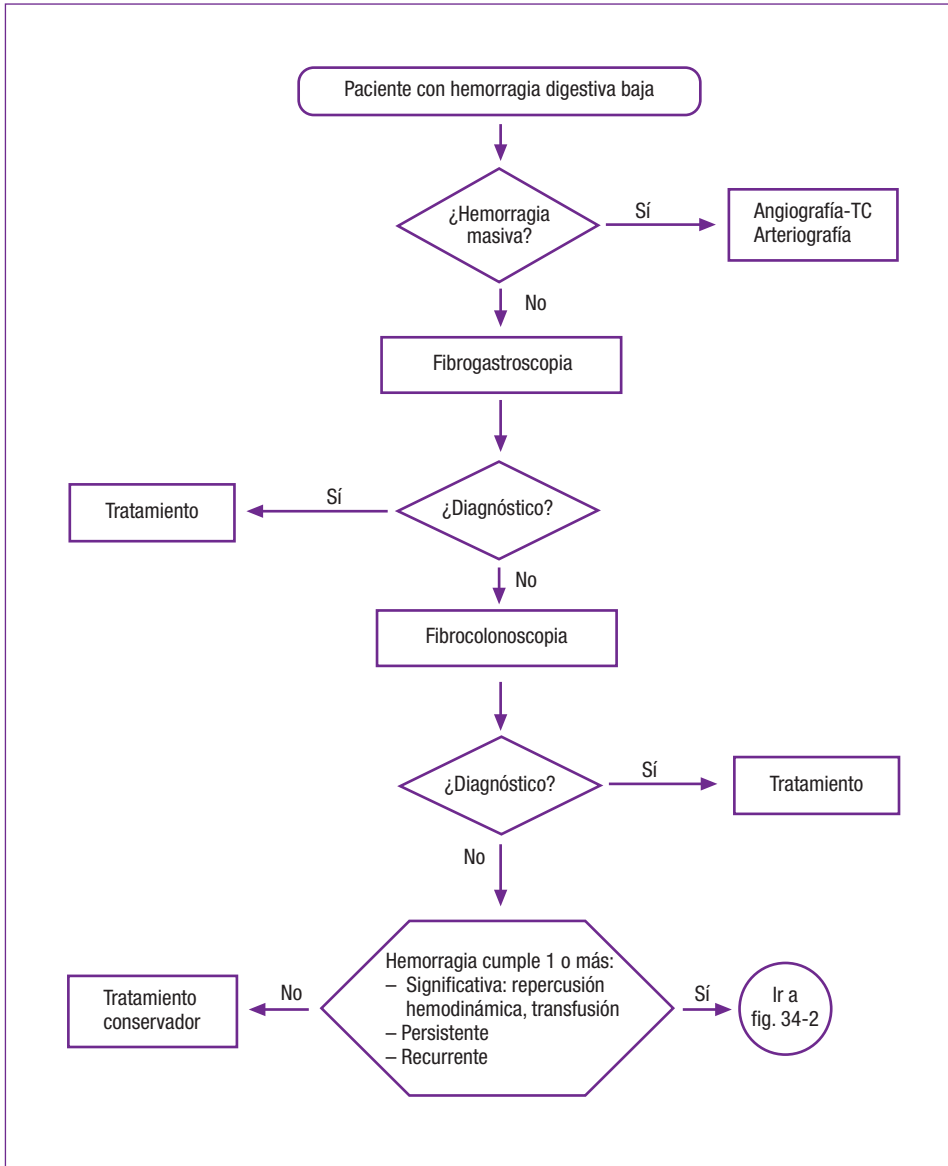 Paciente con hemorragia digestiva baja
¿Hemorragia
masiva?
Sí
Angiografía-TC
Arteriografía
No
Fibrogastroscopia
Tratamiento
Sí
¿Diagnóstico?
No
Fibrocolonoscopia
¿Diagnóstico?
Sí
Tratamiento
No
Tratamiento
conservador
No
Hemorragia cumple 1 o más:
– Significativa: repercusión
hemodinámica, transfusión
– Persistente
– Recurrente
Sí
Ir a
fig. 34-2